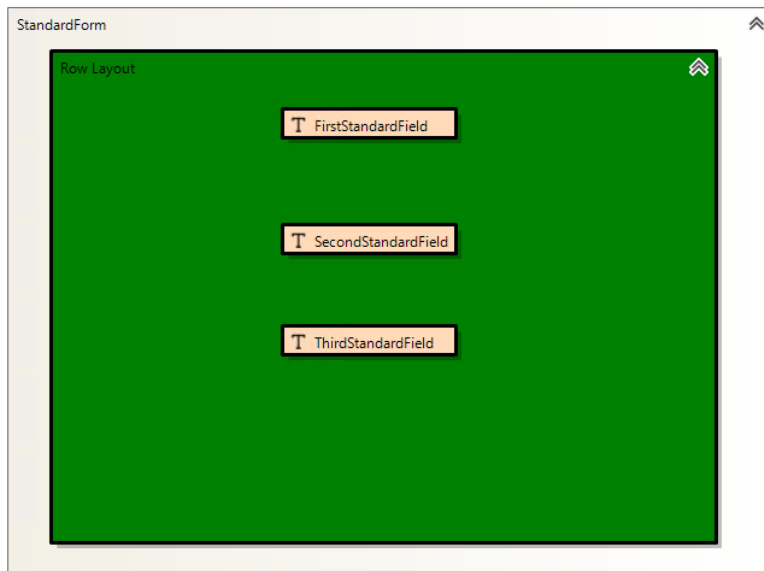 StandardForm
Row Layout
T FirstStandardField
T SecondStandardField
T ThirdStandardField